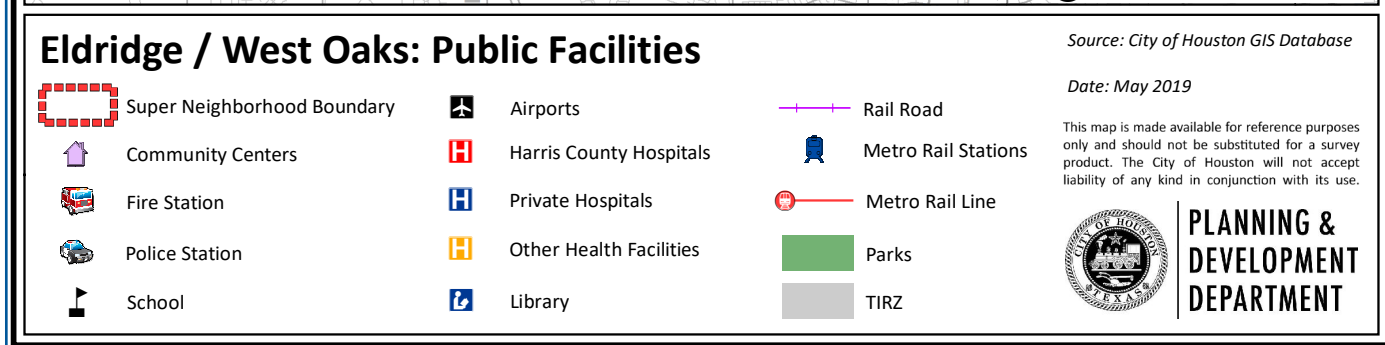 Eldridge / West Oaks: Public Facilities
Super Neighborhood Boundary
Community Centers
Fire Station
Police Station
School
Airports
Harris County Hospitals
Private Hospitals
Other Health Facilities
Library
Rail Road
Metro Rail Stations
Metro Rail Line
Parks
TIRZ
Source: City of Houston GIS Database
Date: May 2019
This map is made available for reference purposes
only and should not be substituted for a survey
product. The City of Houston will not accept
liability of any kind in conjunction with its use.
CITY OF HOUSTON
TEXAS
PLANNING &
DEVELOPMENT
DEPARTMENT